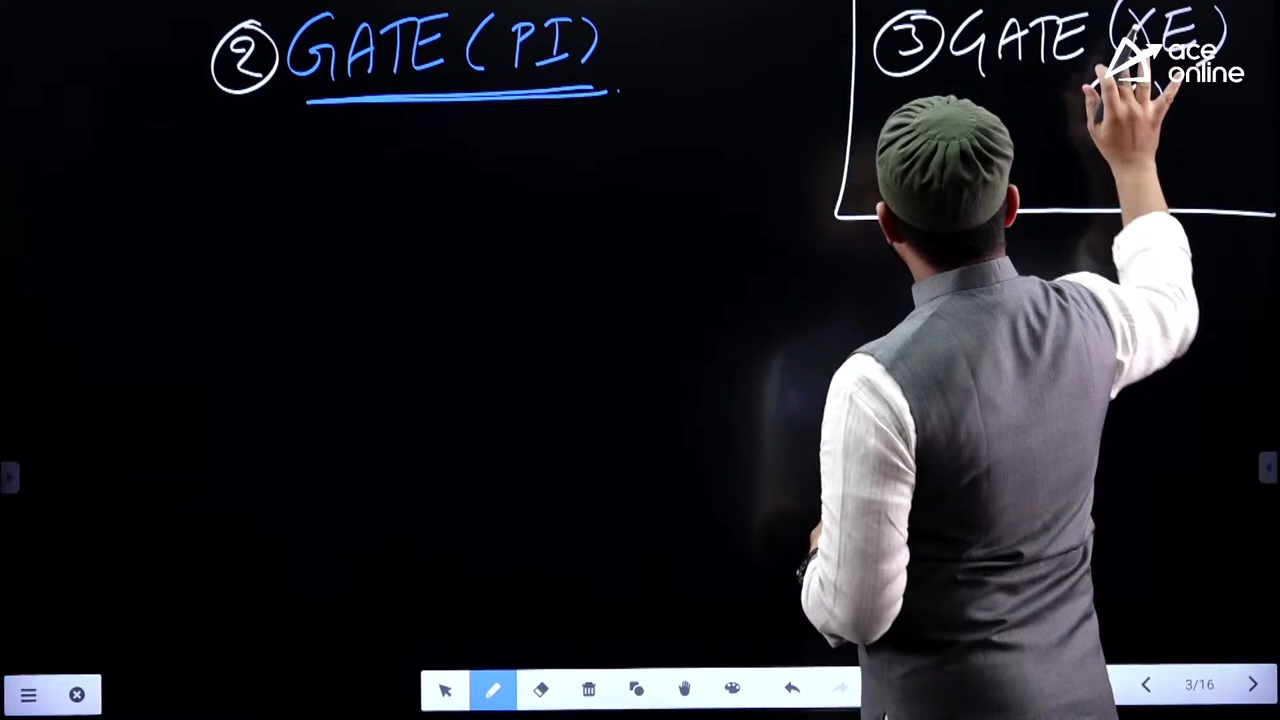 ② GATE (PI)
③ GATE (XE)
ace
online
3/16